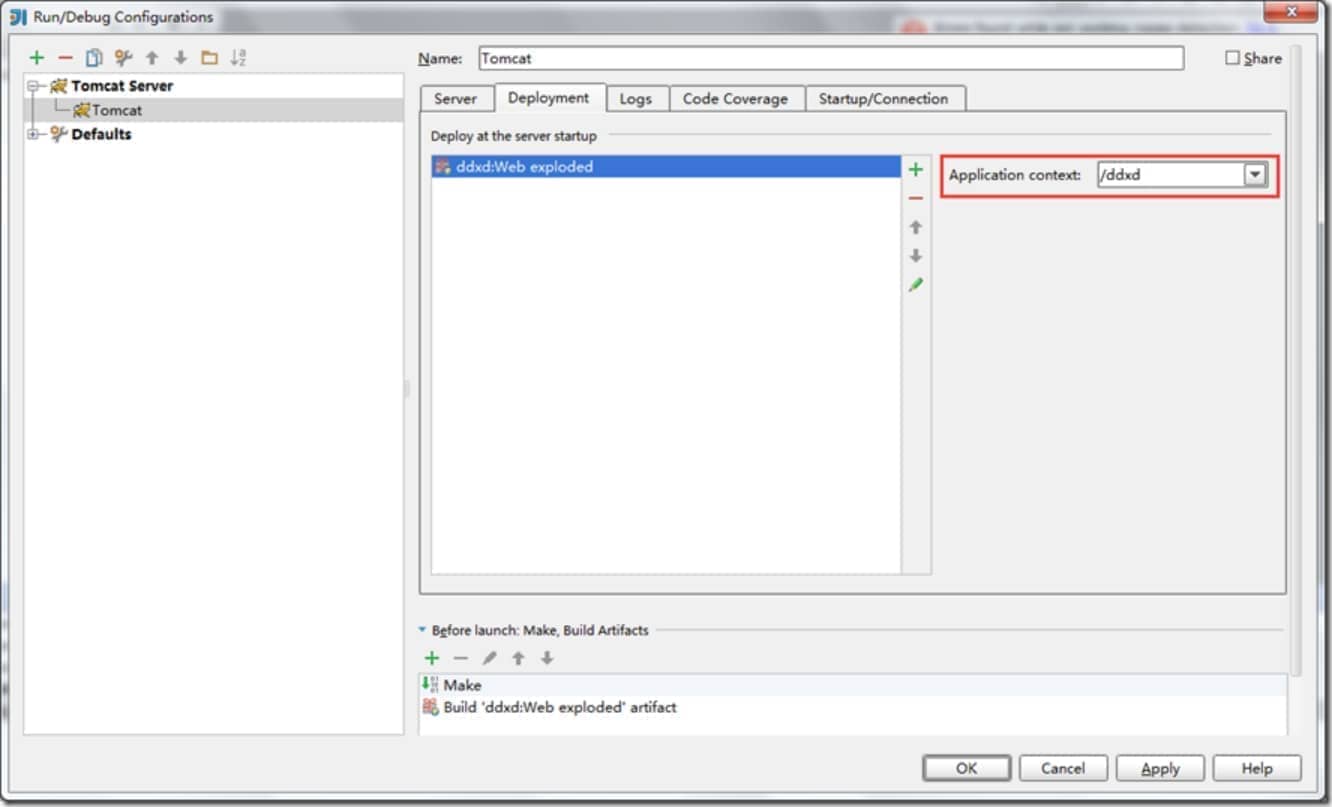 Run/Debug Configurations
Name: Tomcat
Share
Tomcat Server
Tomcat
Defaults
Server Deployment Logs Code Coverage Startup/Connection
Deploy at the server startup
ddxd:Web exploded
Application context: /ddxd
Before launch: Make, Build Artifacts
Make
Build 'ddxd:Web exploded' artifact
OK Cancel Apply Help